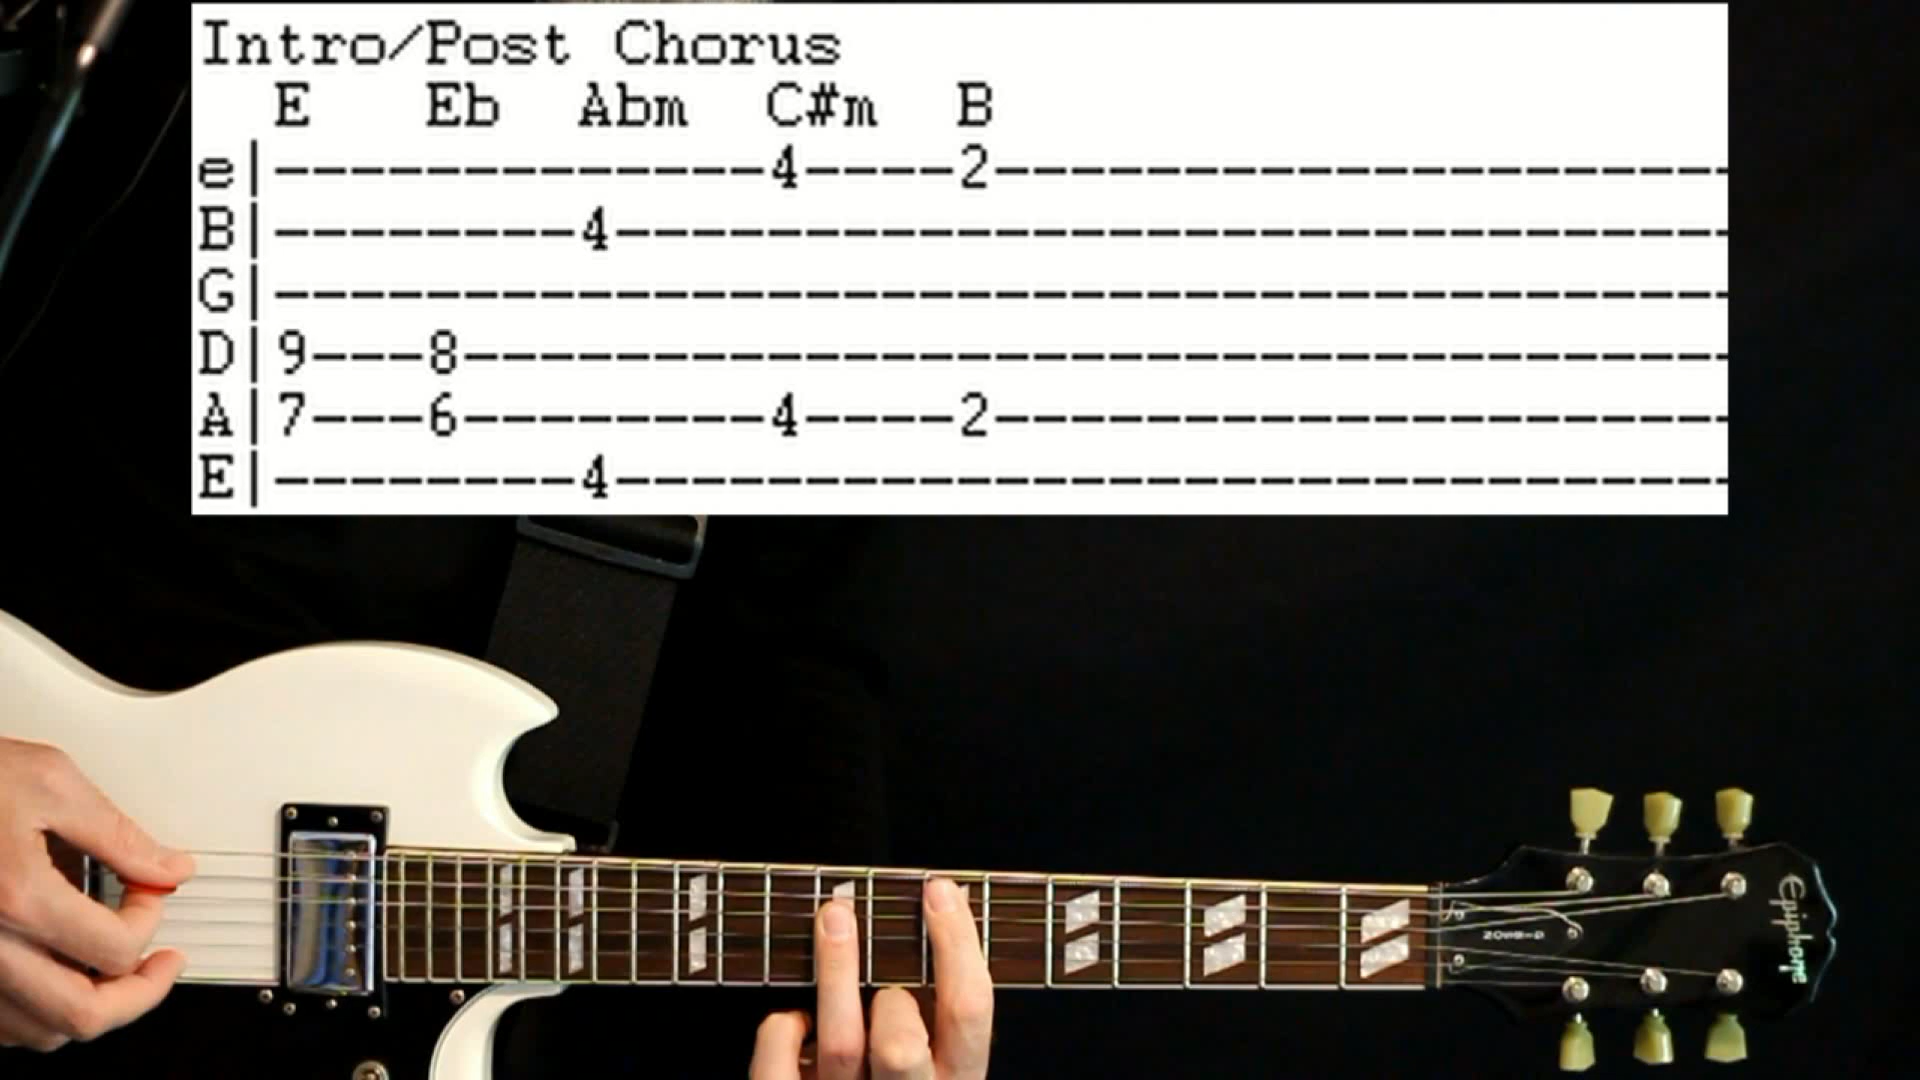 Intro/Post Chorus
E Eb Abm C#m B
e|--------------------------4-----2---------------------------------------
B|----------------4-----------------------------------------------------------
G|------------------------------------------------------------------------------
D|9---8-------------------------------------------------------------------
A|7---6-----------------4-----2---------------------------------------
E|----------------4-----------------------------------------------------------
Epiphone